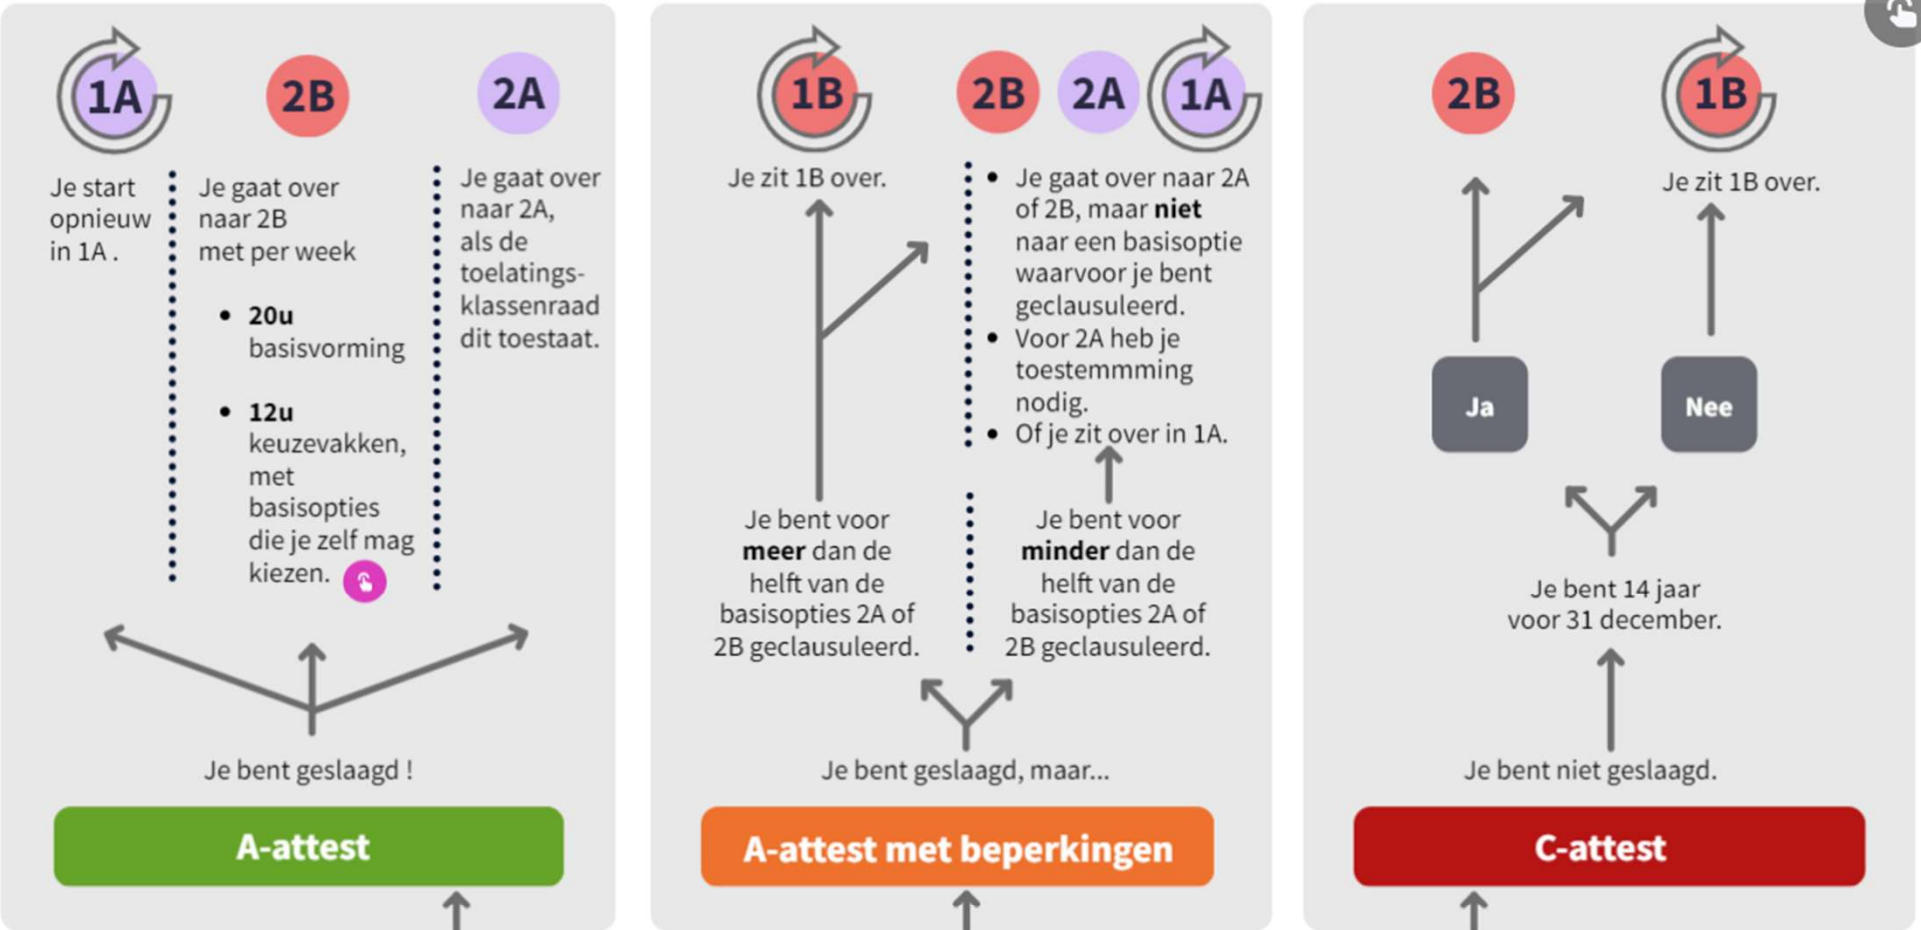 1A
2B
2A
Je start
opnieuw
in 1A .
Je gaat over
naar 2B
met per week
• 20u
basisvorming
• 12u
keuzevakken,
met
basisopties
die je zelf mag
kiezen.
Je gaat over
naar 2A,
als de
toelatings-
klassenraad
dit toestaat.
Je bent geslaagd !
A-attest
1B
2B
2A
1A
Je zit 1B over.
• Je gaat over naar 2A
of 2B, maar niet
naar een basisoptie
waarvoor je bent
geclausuleerd.
• Voor 2A heb je
toestemmming
nodig.
• Of je zit over in 1A.
Je bent voor
meer dan de
helft van de
basisopties 2A of
2B geclausuleerd.
Je bent voor
minder dan de
helft van de
basisopties 2A of
2B geclausuleerd.
Je bent geslaagd, maar...
A-attest met beperkingen
2B
1B
Je zit 1B over.
Ja
Nee
Je bent 14 jaar
voor 31 december.
Je bent niet geslaagd.
C-attest